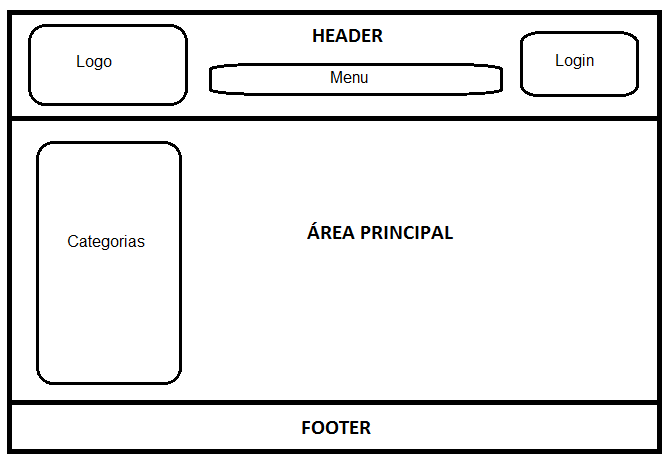 HEADER
Logo
Menu
Login
Categorias
ÁREA PRINCIPAL
FOOTER